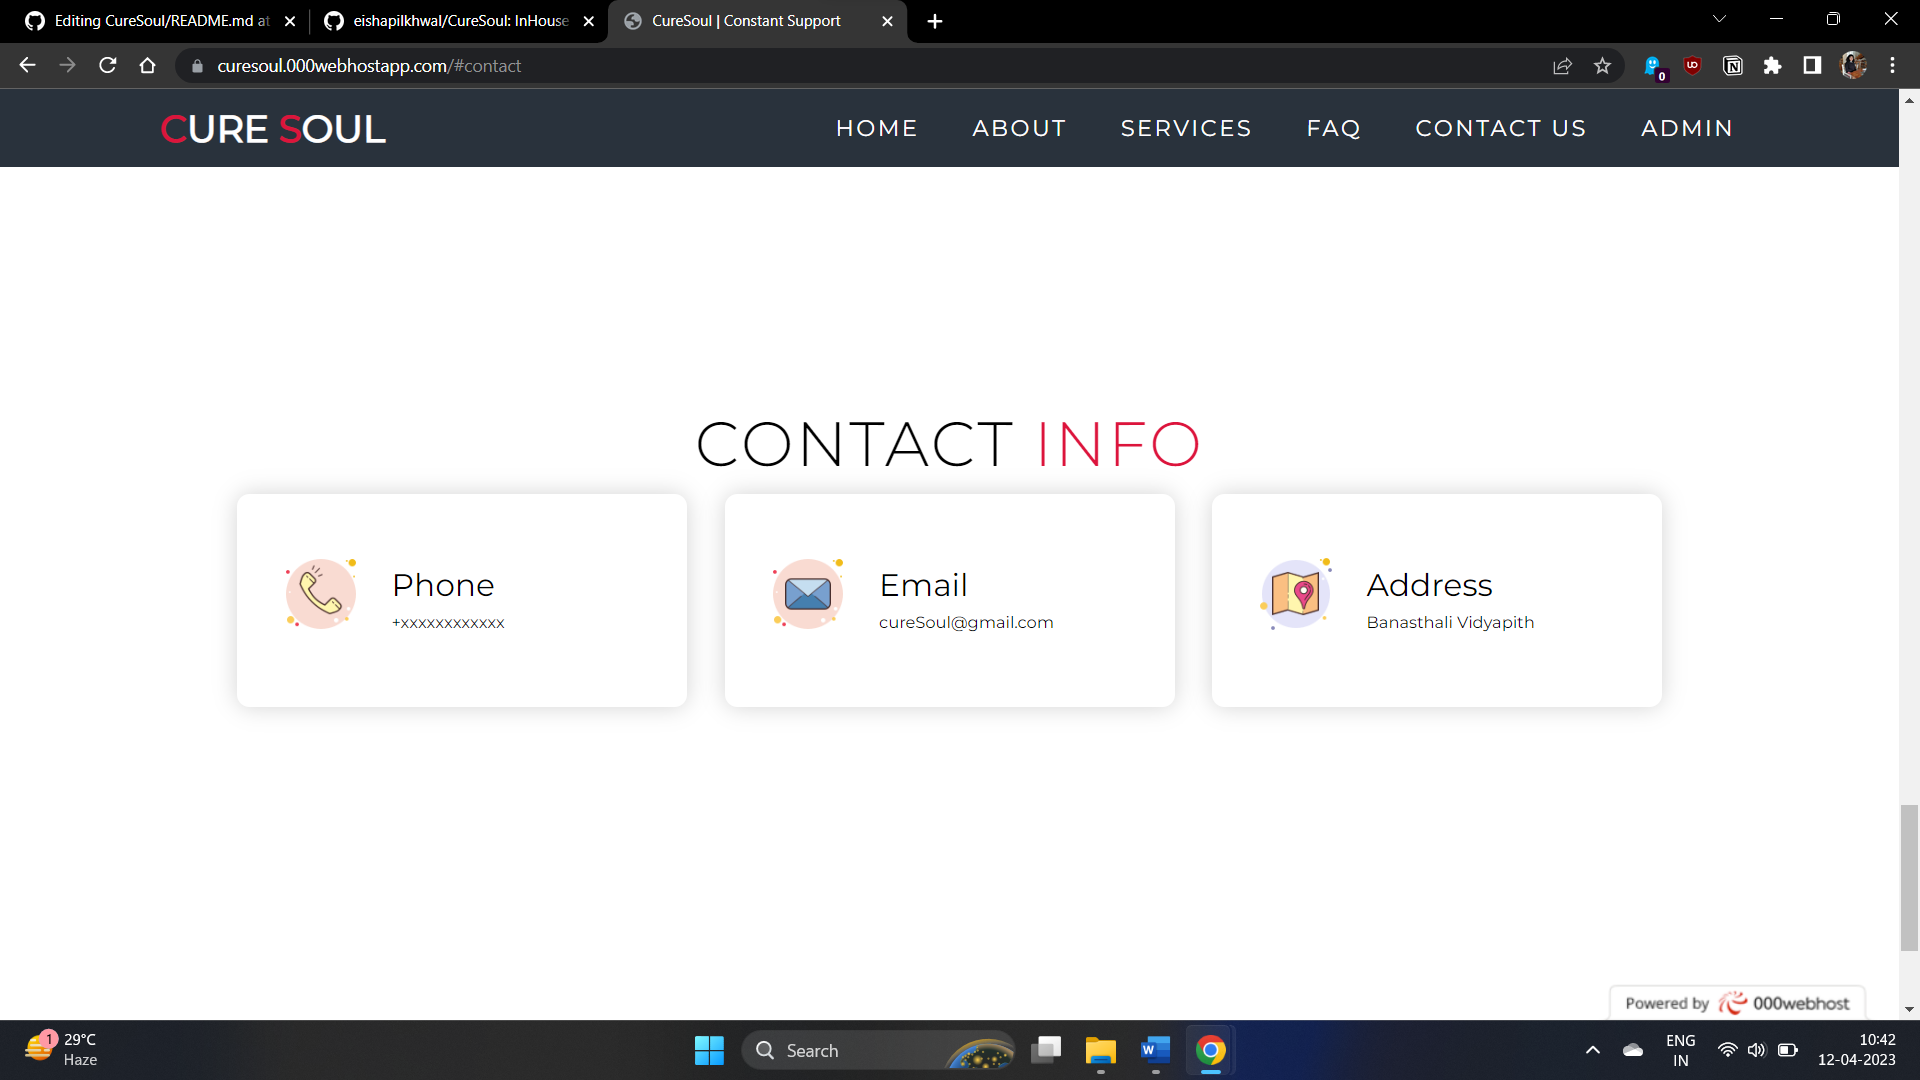 Editing CureSoul/README.md at
eishapilkhwal/CureSoul: InHouse
CureSoul | Constant Support
curesoul.000webhostapp.com/#contact
0
CURE SOUL
HOME ABOUT SERVICES FAQ CONTACT US ADMIN
CONTACT INFO
Phone
+xxxxxxxxxxxx
Email
cureSoul@gmail.com
Address
Banasthali Vidyapith
Powered by 000webhost
1
29°C
Haze
Search
W
ENG
IN
10:42
12-04-2023